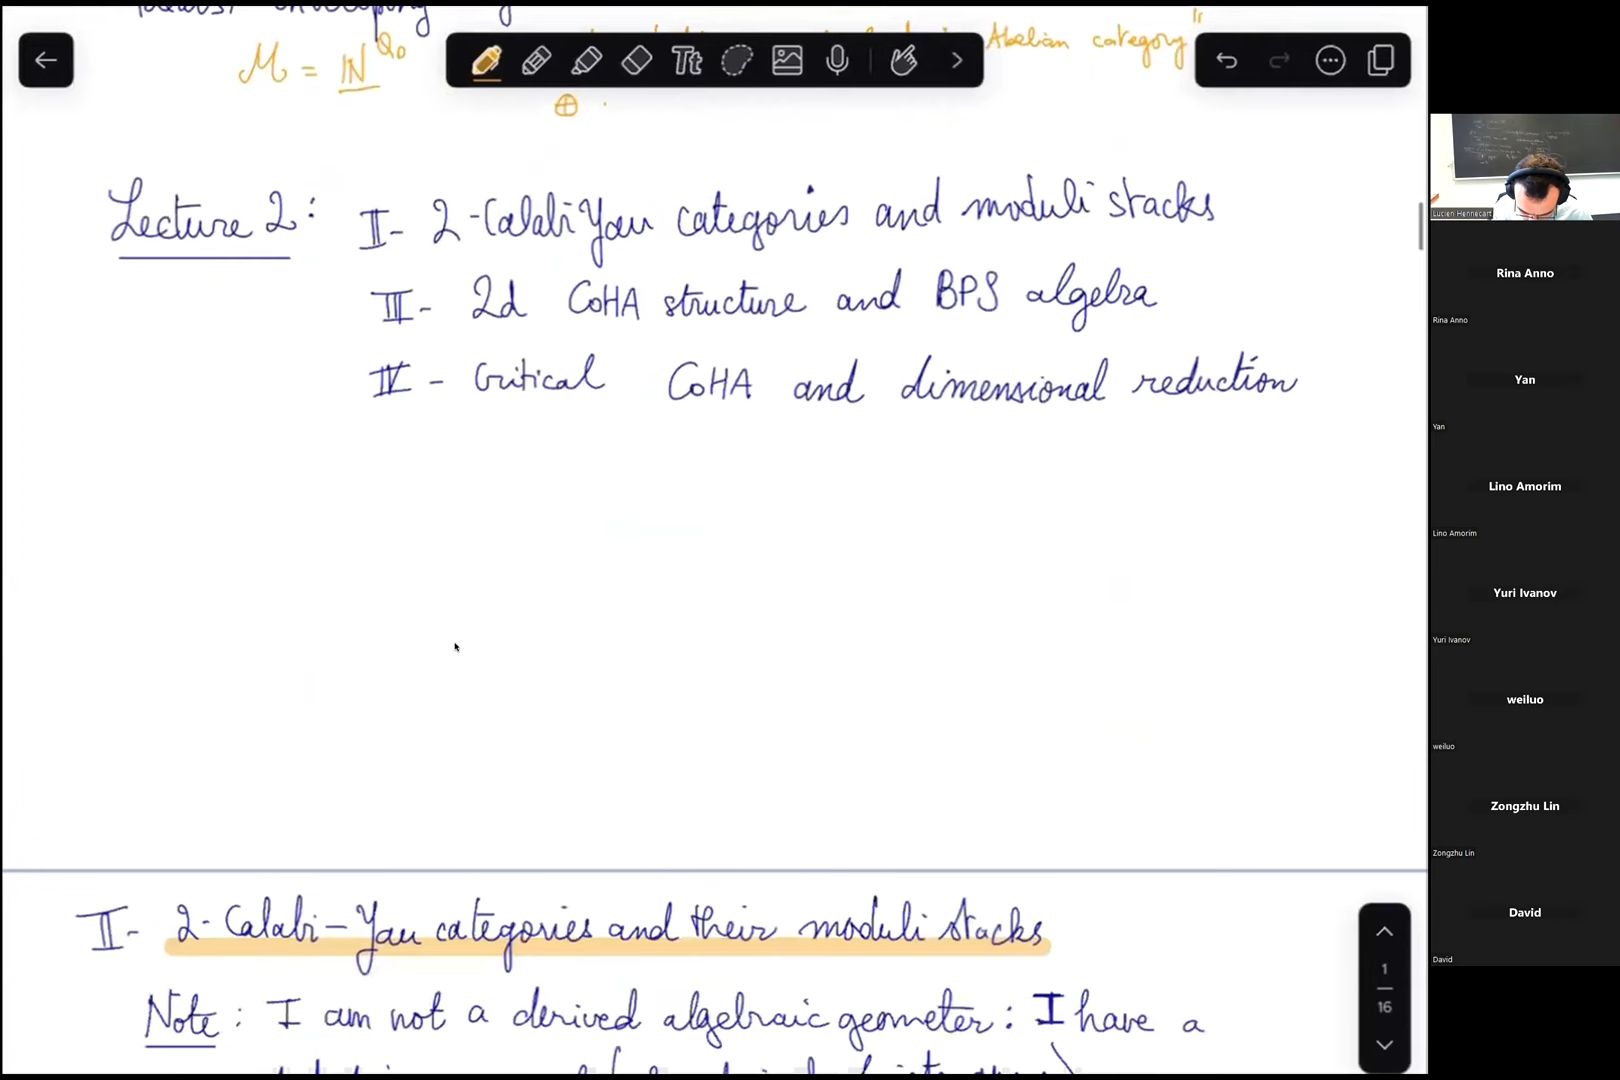 M = ℕ^Q₀
Abelian category"
⊕ .
Tt
Lecture 2 : II - 2-Calabi Yau categories and moduli stacks
III - 2d CoHA structure and BPS algebra
IV - Critical CoHA and dimensional reduction
II - 2-Calabi-Yau categories and their moduli stacks
Note : I am not a derived algebraic geometer : I have a
1
16
Lucien Hennecart
Rina Anno
Rina Anno
Yan
Yan
Lino Amorim
Lino Amorim
Yuri Ivanov
Yuri Ivanov
weiluo
weiluo
Zongzhu Lin
Zongzhu Lin
David
David